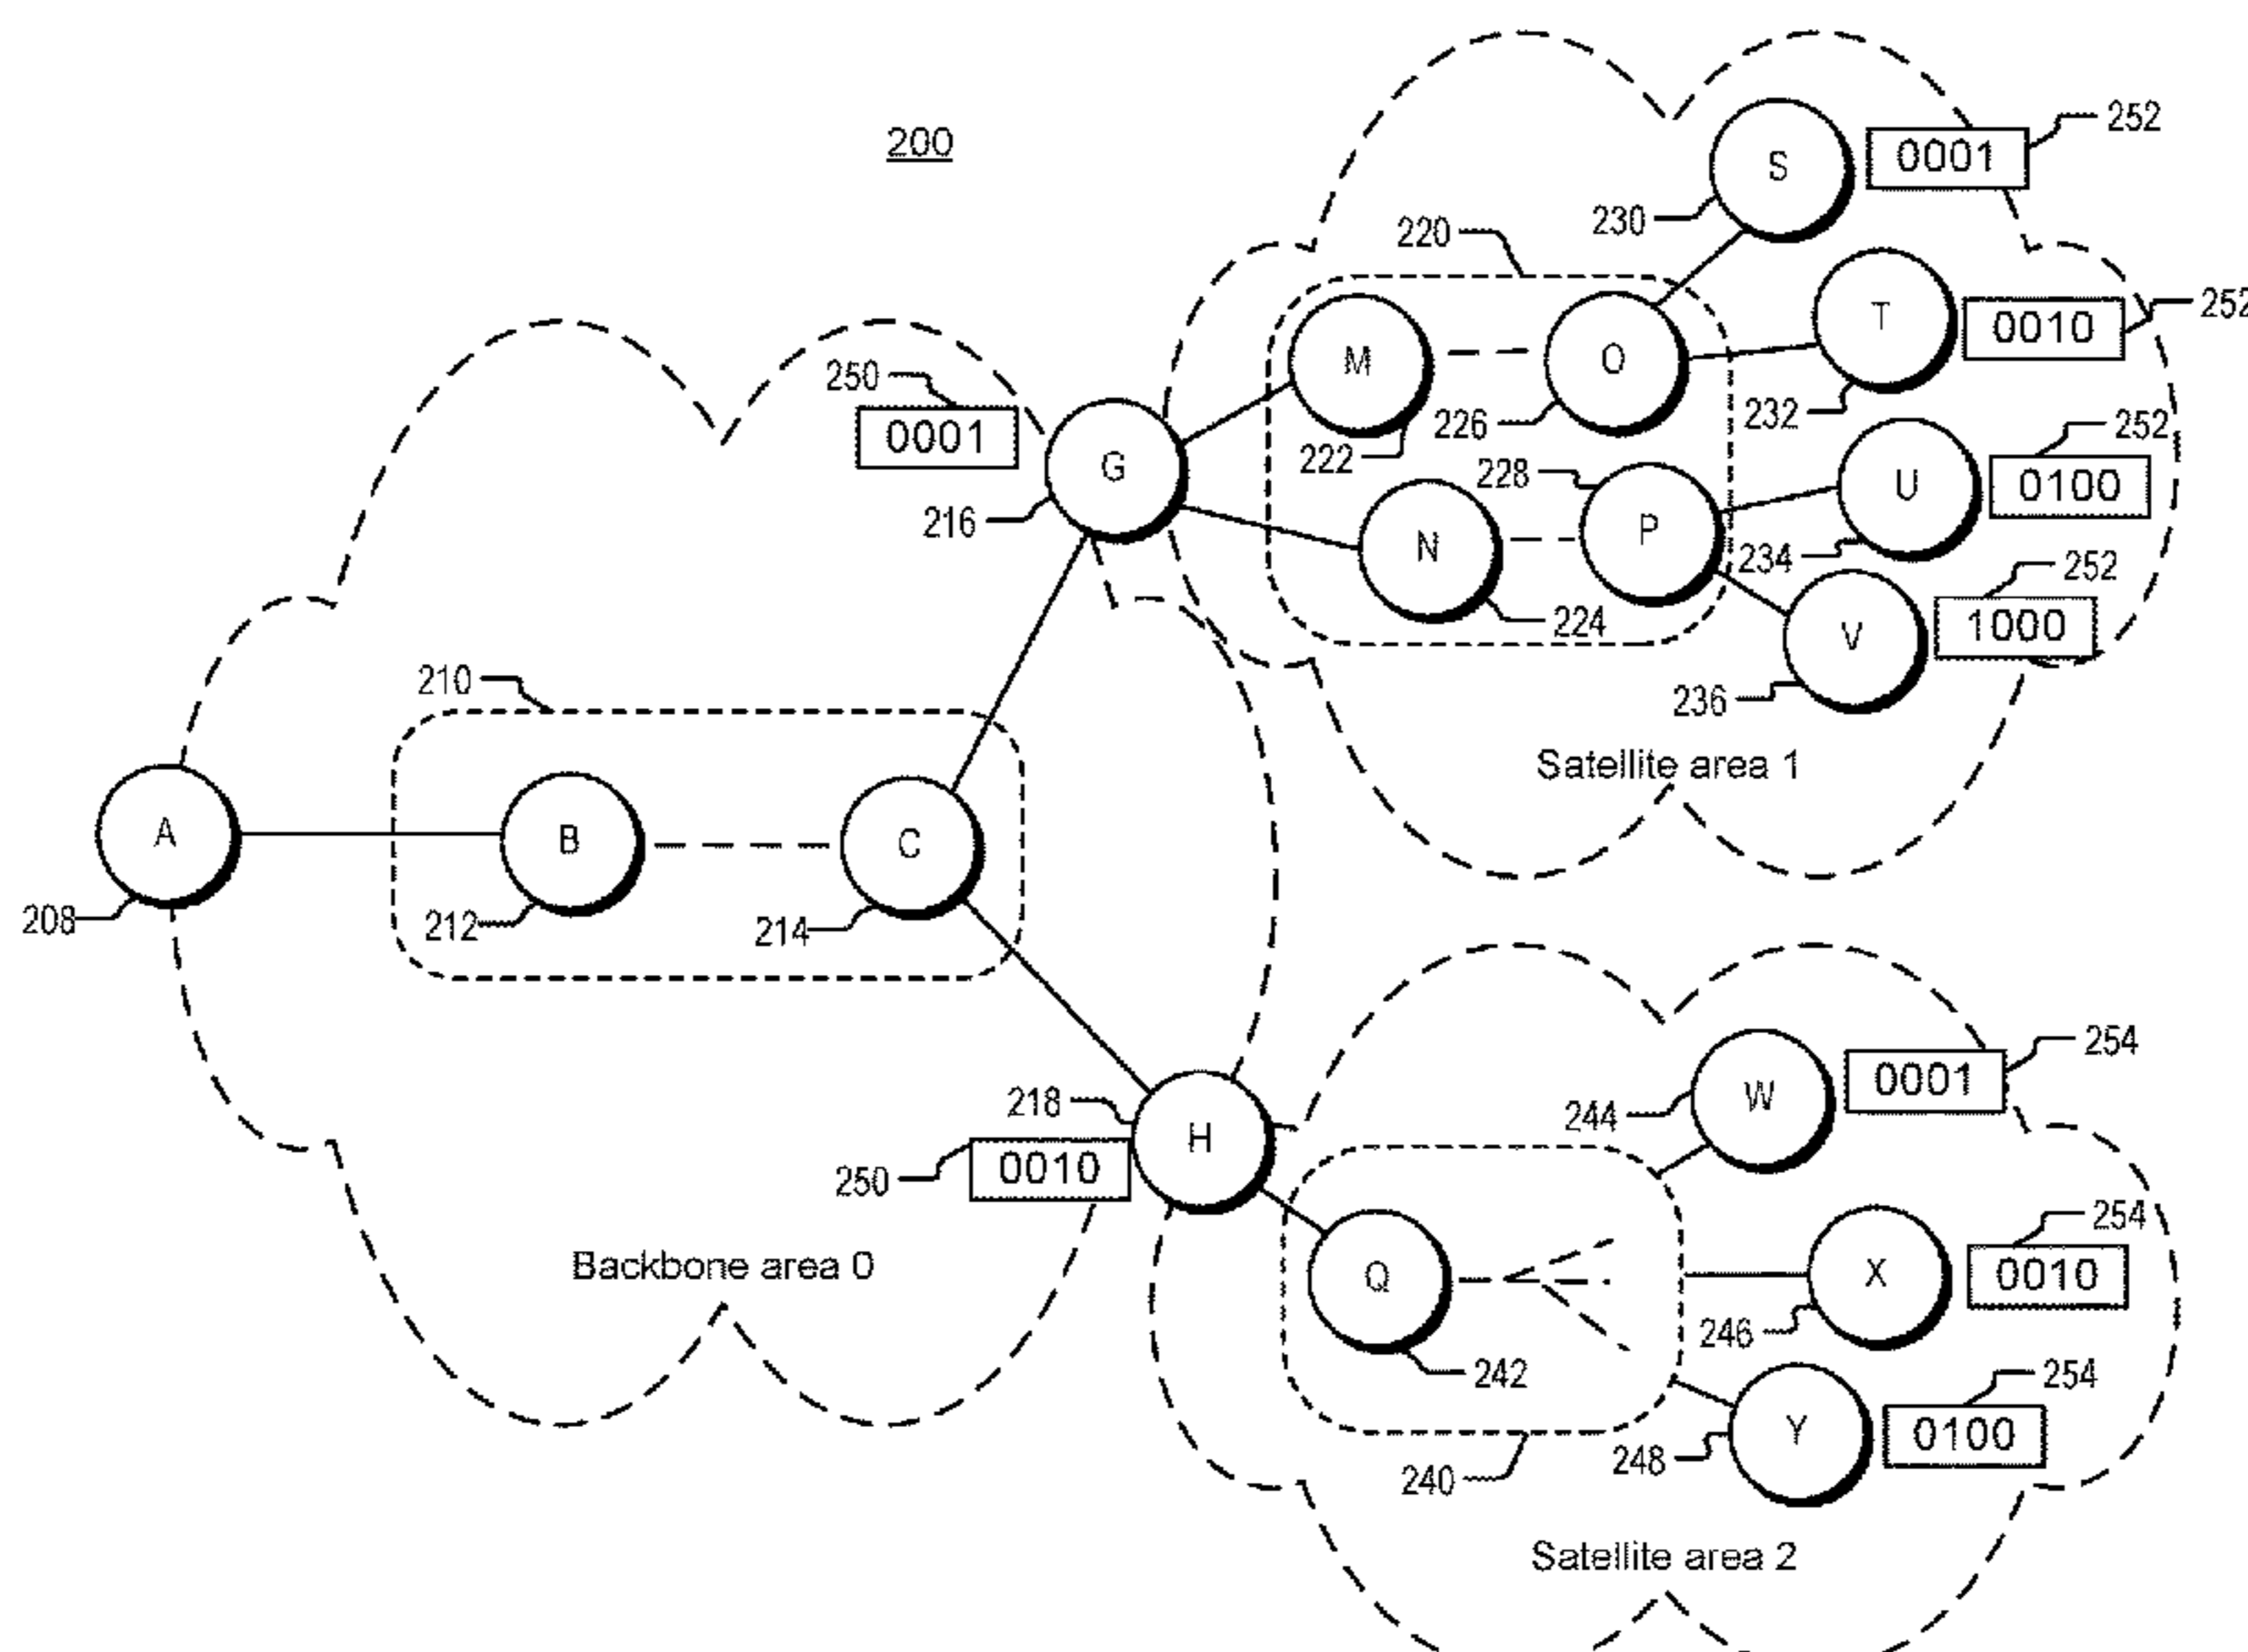 200
S
0001
252
230
220
T
0010
252
232
M
O
222
226
250
0001
G
216
228
U
0100
252
234
N
P
224
V
1000
252
236
Satellite area 1
210
A
B
C
208
212
214
218
H
250
0010
Backbone area 0
W
0001
254
244
Q
242
X
0010
254
246
Y
0100
254
248
240
Satellite area 2